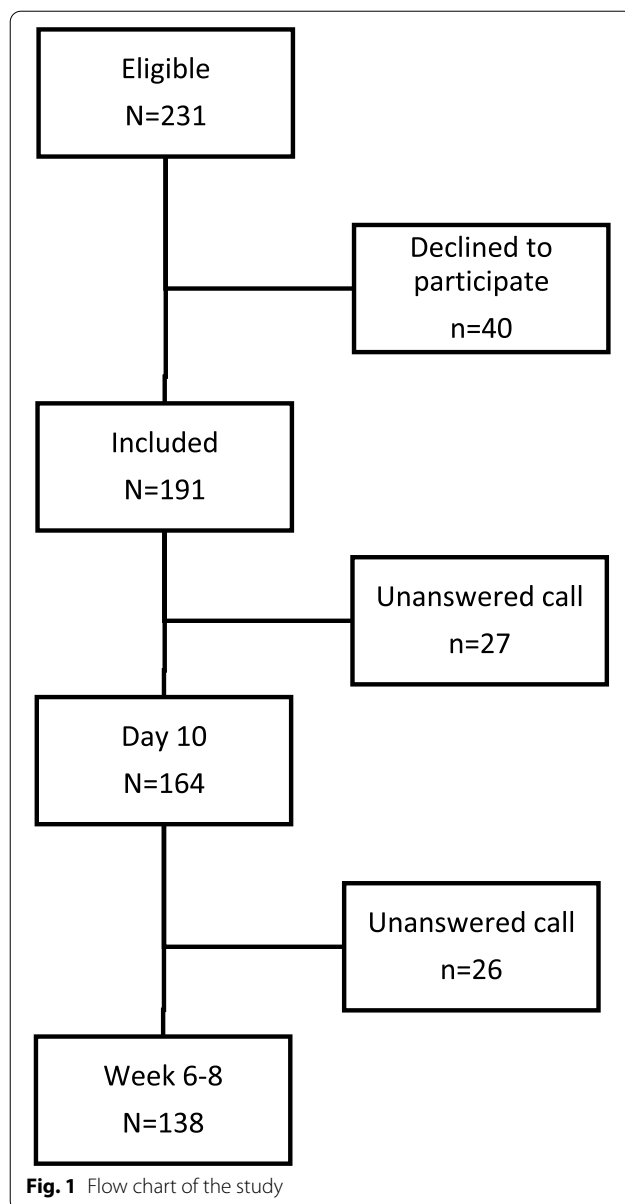 Eligible
N=231
Declined to
participate
n=40
Included
N=191
Unanswered call
n=27
Day 10
N=164
Unanswered call
n=26
Week 6-8
N=138
Fig. 1 Flow chart of the study